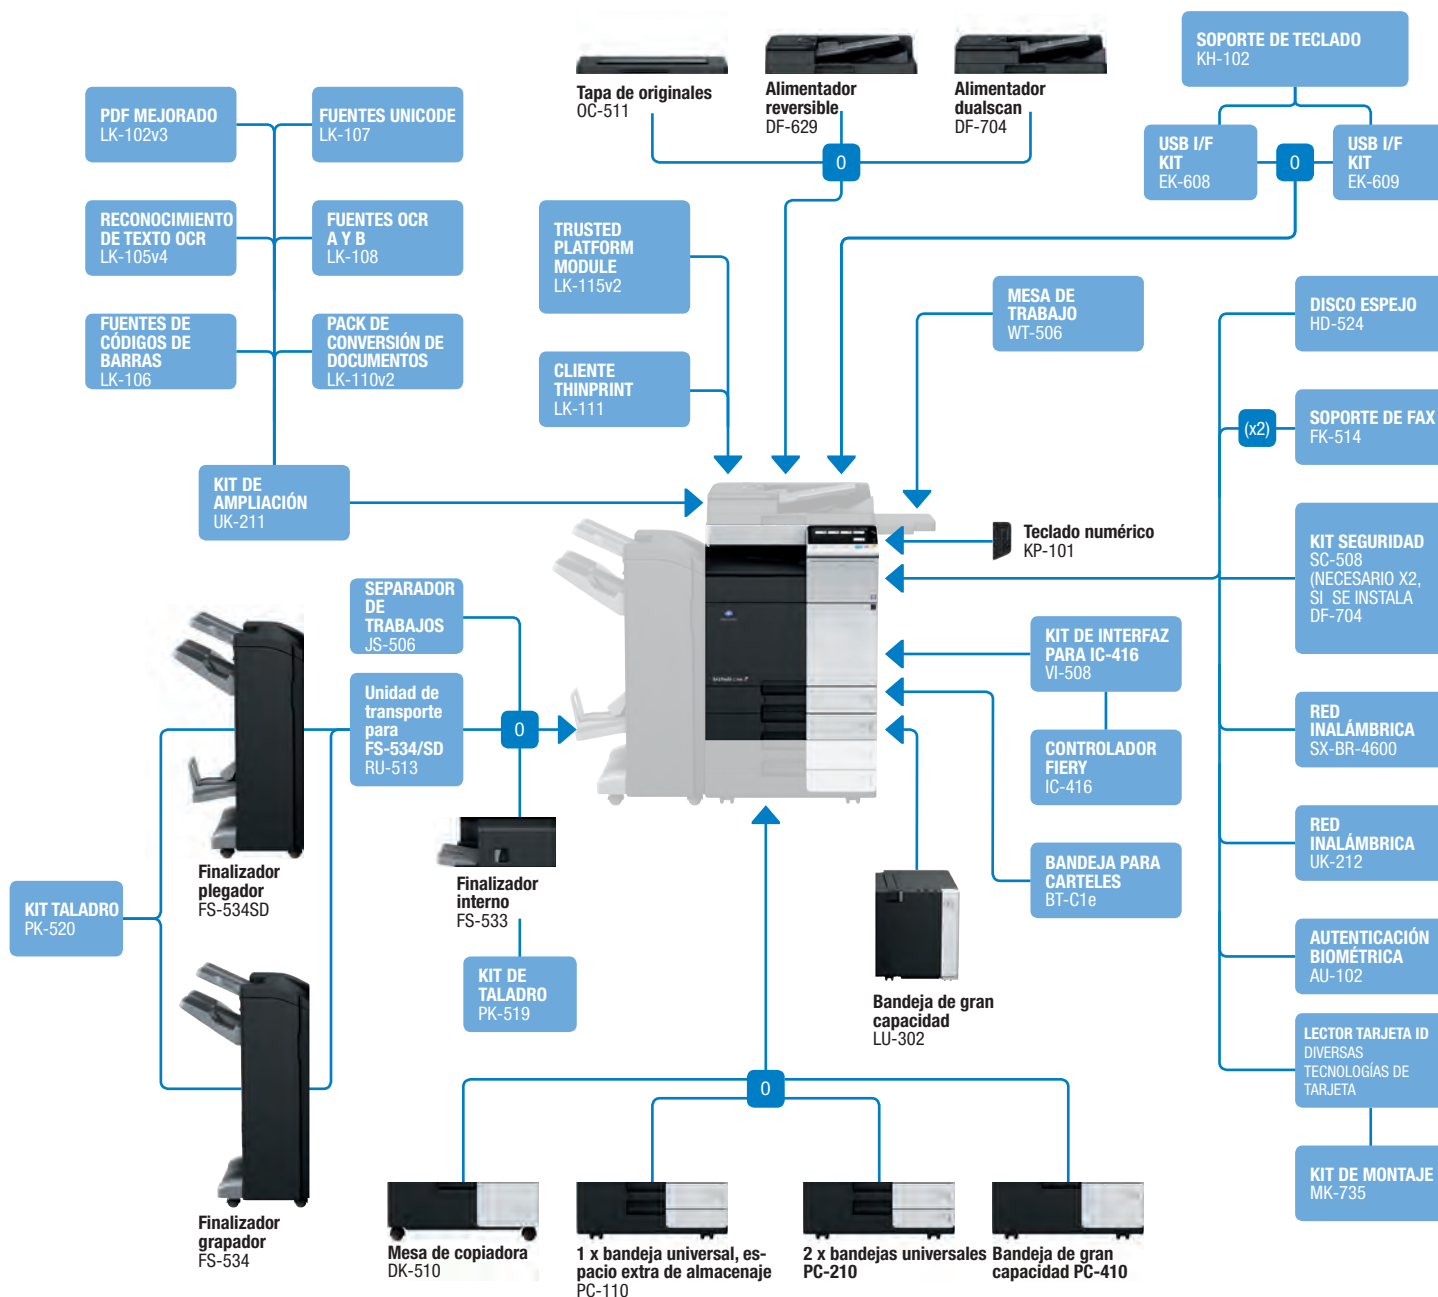 SOPORTE DE TECLADO
KH-102
Tapa de originales
OC-511
Alimentador
reversible
DF-629
Alimentador
dualscan
DF-704
PDF MEJORADO
LK-102v3
FUENTES UNICODE
LK-107
USB I/F
KIT
EK-608
0
USB I/F
KIT
EK-609
0
RECONOCIMIENTO
DE TEXTO OCR
LK-105v4
FUENTES OCR
A Y B
LK-108
TRUSTED
PLATFORM
MODULE
LK-115v2
MESA DE
TRABAJO
WT-506
DISCO ESPEJO
HD-524
FUENTES DE
CÓDIGOS DE
BARRAS
LK-106
PACK DE
CONVERSIÓN DE
DOCUMENTOS
LK-110v2
CLIENTE
THINPRINT
LK-111
(x2)
SOPORTE DE FAX
FK-514
KIT DE
AMPLIACIÓN
UK-211
Teclado numérico
KP-101
KIT SEGURIDAD
SC-508
(NECESARIO X2,
SI SE INSTALA
DF-704
SEPARADOR
DE
TRABAJOS
JS-506
KIT DE INTERFAZ
PARA IC-416
VI-508
Unidad de
transporte
para
FS-534/SD
RU-513
0
RED
INALÁMBRICA
SX-BR-4600
CONTROLADOR
FIERY
IC-416
RED
INALÁMBRICA
UK-212
Finalizador
plegador
FS-534SD
Finalizador
interno
FS-533
BANDEJA PARA
CARTELES
BT-C1e
KIT TALADRO
PK-520
AUTENTICACIÓN
BIOMÉTRICA
AU-102
KIT DE
TALADRO
PK-519
Bandeja de gran
capacidad
LU-302
LECTOR TARJETA ID
DIVERSAS
TECNOLOGÍAS DE
TARJETA
0
KIT DE MONTAJE
MK-735
Finalizador
grapador
FS-534
Mesa de copiadora
DK-510
1 x bandeja universal, es-
pacio extra de almacenaje
PC-110
2 x bandejas universales
PC-210
Bandeja de gran
capacidad PC-410